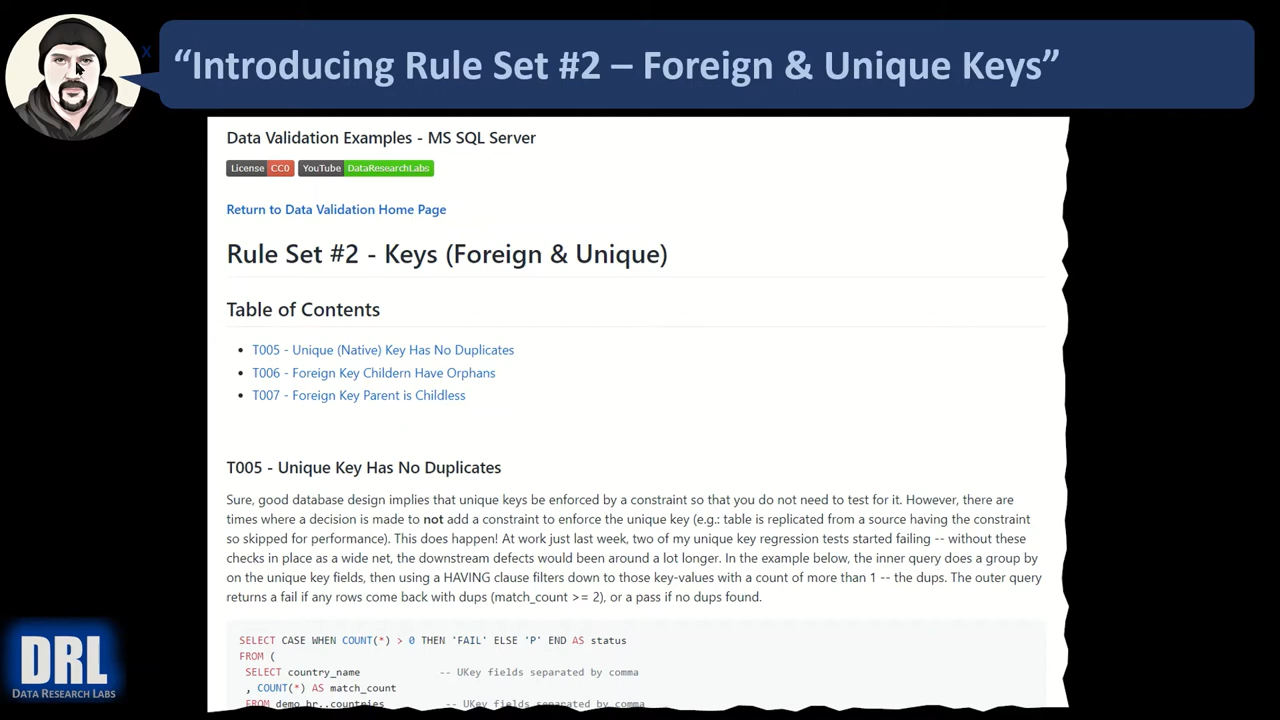 X
“Introducing Rule Set #2 – Foreign & Unique Keys”
Data Validation Examples - MS SQL Server
License CC0 YouTube DataResearchLabs
Return to Data Validation Home Page
Rule Set #2 - Keys (Foreign & Unique)
Table of Contents
• T005 - Unique (Native) Key Has No Duplicates
• T006 - Foreign Key Childern Have Orphans
• T007 - Foreign Key Parent is Childless
T005 - Unique Key Has No Duplicates
Sure, good database design implies that unique keys be enforced by a constraint so that you do not need to test for it. However, there are
times where a decision is made to not add a constraint to enforce the unique key (e.g.: table is replicated from a source having the constraint
so skipped for performance). This does happen! At work just last week, two of my unique key regression tests started failing -- without these
checks in place as a wide net, the downstream defects would been around a lot longer. In the example below, the inner query does a group by
on the unique key fields, then using a HAVING clause filters down to those key-values with a count of more than 1 -- the dups. The outer query
returns a fail if any rows come back with dups (match_count >= 2), or a pass if no dups found.
SELECT CASE WHEN COUNT(*) > 0 THEN 'FAIL' ELSE 'P' END AS status
FROM (
SELECT country_name -- UKey fields separated by comma
, COUNT(*) AS match_count
FROM demo_hr..countries -- UKey fields separated by comma
DRL
DATA RESEARCH LABS